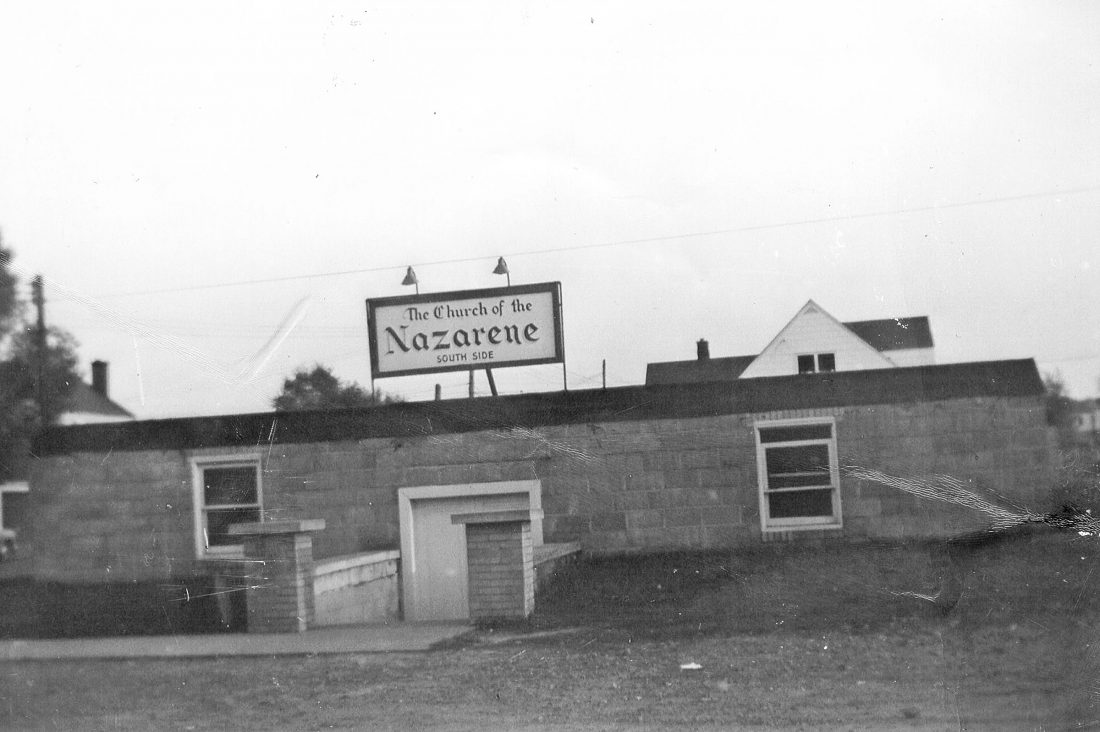 The Church of the
Nazarene
SOUTH SIDE